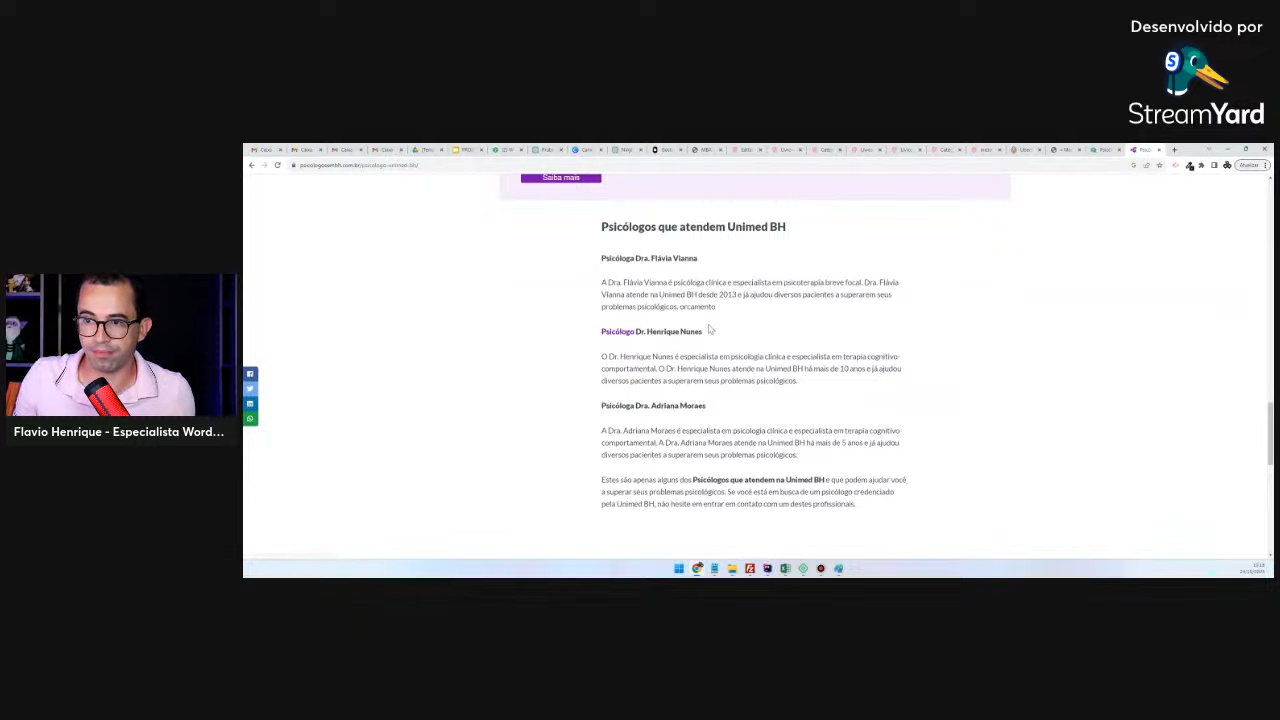 Desenvolvido por
StreamYard
psicologosembh.com.br/psicologo-unimed-bh/
Saiba mais
Psicólogos que atendem Unimed BH
Psicóloga Dra. Flávia Vianna
A Dra. Flávia Vianna é psicóloga clínica e especialista em psicoterapia breve focal. Dra. Flávia
Vianna atende na Unimed BH desde 2013 e já ajudou diversos pacientes a superarem seus
problemas psicológicos. orcamento
Psicólogo Dr. Henrique Nunes
O Dr. Henrique Nunes é especialista em psicologia clínica e especialista em terapia cognitivo-
comportamental. O Dr. Henrique Nunes atende na Unimed BH há mais de 10 anos e já ajudou
diversos pacientes a superarem seus problemas psicológicos.
Psicóloga Dra. Adriana Moraes
A Dra. Adriana Moraes é especialista em psicologia clínica e especialista em terapia cognitivo-
comportamental. A Dra. Adriana Moraes atende na Unimed BH há mais de 5 anos e já ajudou
diversos pacientes a superarem seus problemas psicológicos.
Estes são apenas alguns dos Psicólogos que atendem na Unimed BH e que podem ajudar você
a superar seus problemas psicológicos. Se você está em busca de um psicólogo credenciado
pela Unimed BH, não hesite em entrar em contato com um destes profissionais.
Flavio Henrique - Especialista Word...